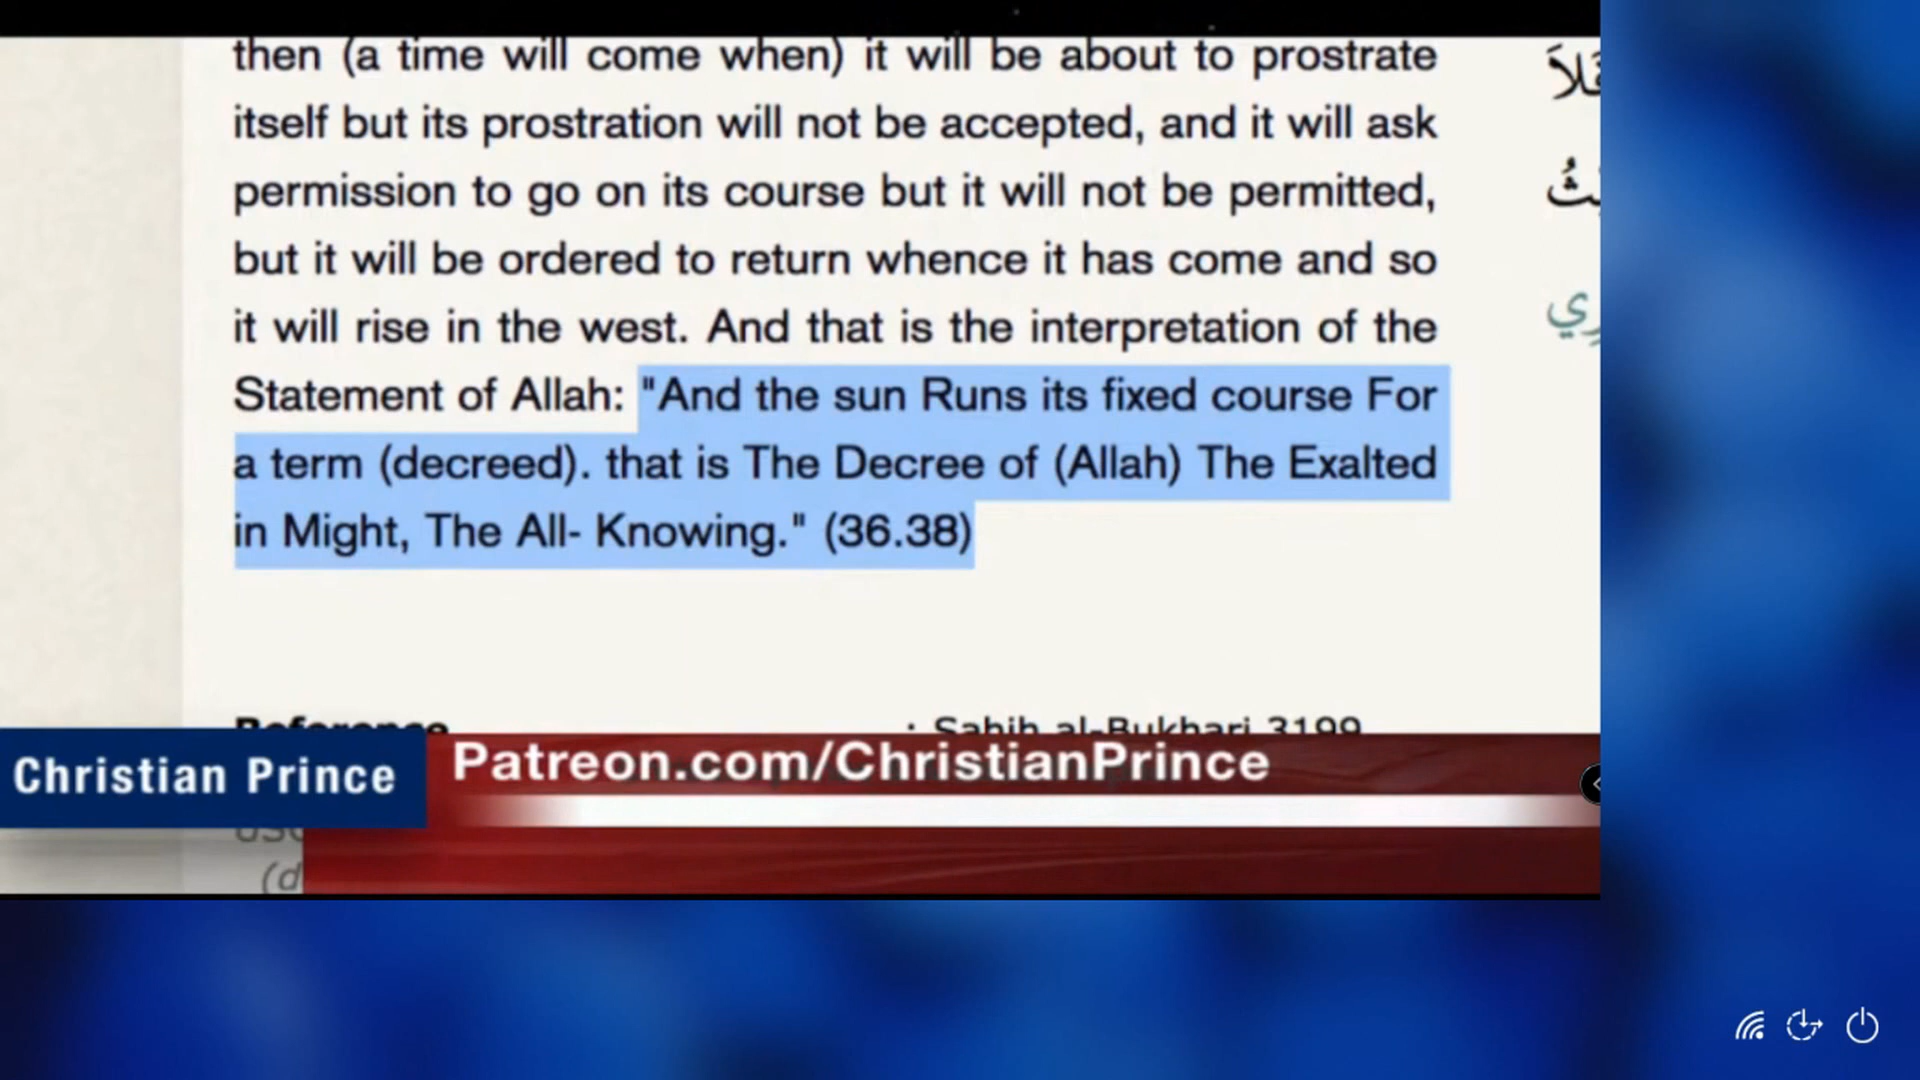 then (a time will come when) it will be about to prostrate
itself but its prostration will not be accepted, and it will ask
permission to go on its course but it will not be permitted,
but it will be ordered to return whence it has come and so
it will rise in the west. And that is the interpretation of the
Statement of Allah: "And the sun Runs its fixed course For
a term (decreed). that is The Decree of (Allah) The Exalted
in Might, The All- Knowing." (36.38)
Reference : Sahih al-Bukhari 3199
Christian Prince
Patreon.com/ChristianPrince